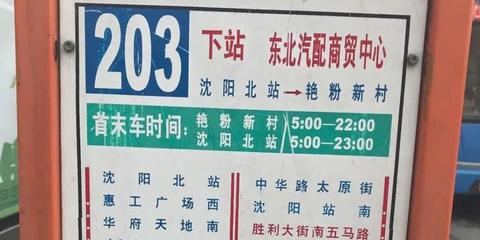 203 下站 东北汽配商贸中心
沈阳北站→艳粉新村
首末车时间: 艳粉新村/5:00—22:00
沈阳北站/5:00—23:00
沈阳北站
惠工广场西
华府天地南
中华路太原街
沈阳站南
胜利大街南五马路